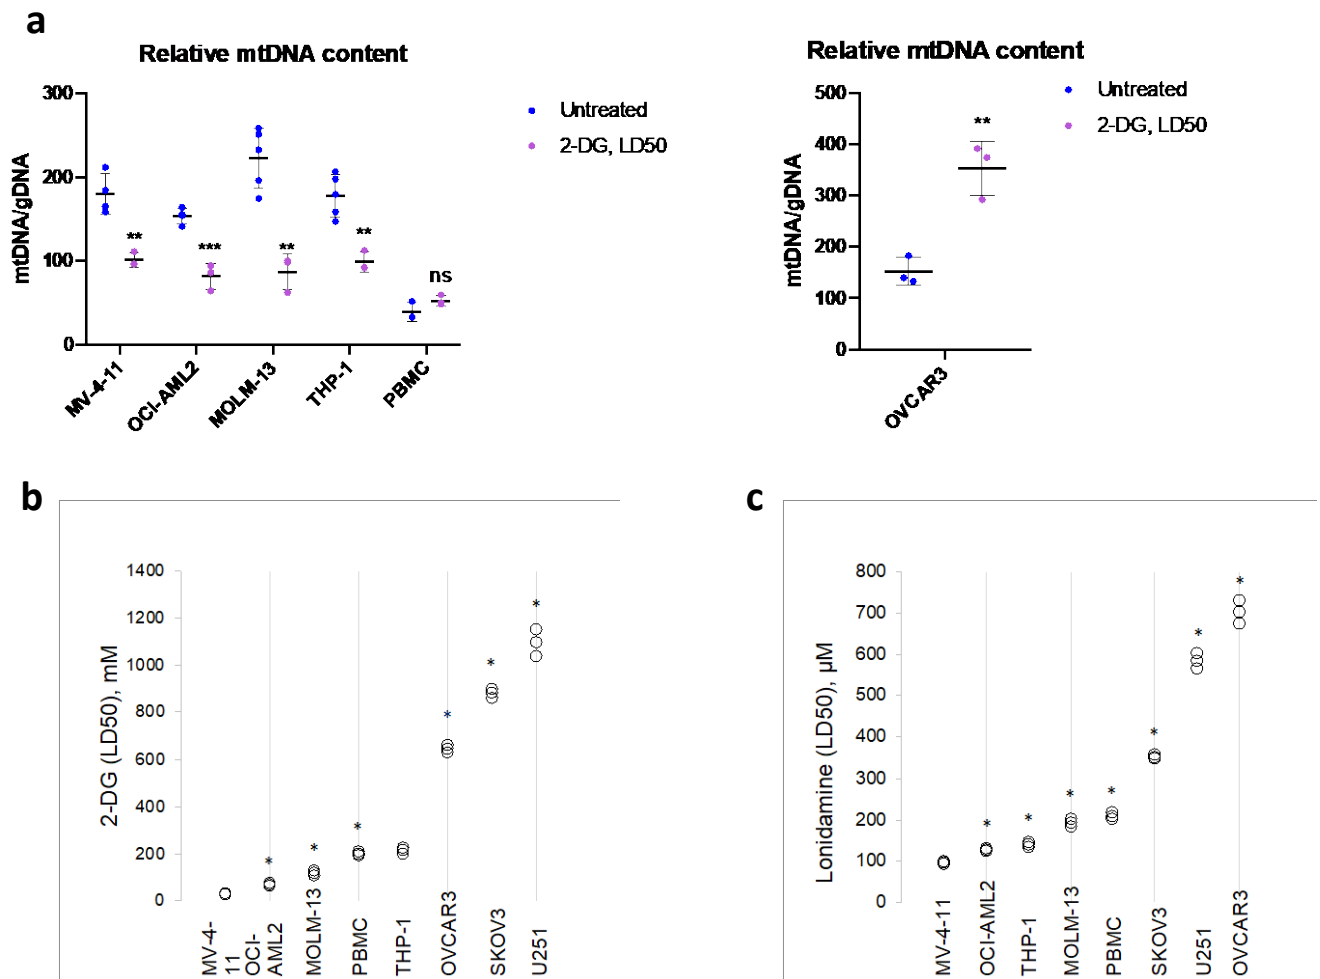 a
Relative mtDNA content
mtDNA/gDNA
300
200
100
0
** *** ** ** ns
MV-4-11
OCI-AML2
MOLM-13
THP-1
PBMC
Untreated
2-DG, LD50
Relative mtDNA content
mtDNA/gDNA
500
400
300
200
100
0
**
OVCAR3
Untreated
2-DG, LD50
b
2-DG (LD50), mM
1400
1200
1000
800
600
400
200
0
* * * * * *
MV-4-
11
OCI-
AML2
MOLM-13
PBMC
THP-1
OVCAR3
SKOV3
U251
c
Lonidamine (LD50), µM
800
700
600
500
400
300
200
100
0
* * * * * * *
MV-4-11
OCI-AML2
THP-1
MOLM-13
PBMC
SKOV3
U251
OVCAR3